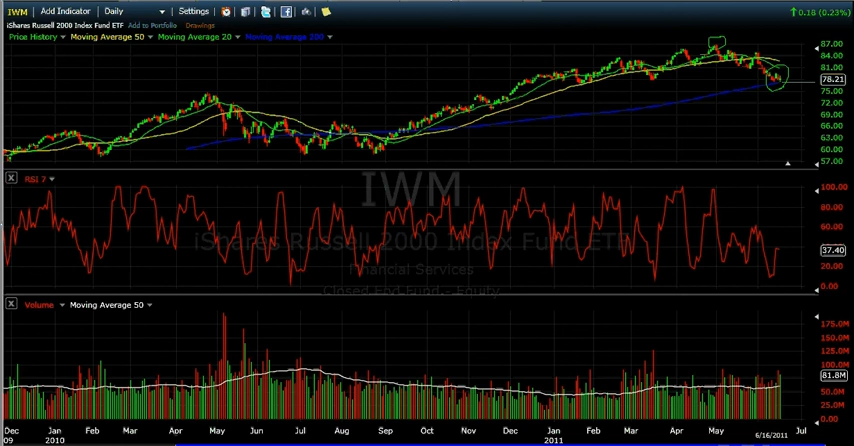 IWM Add Indicator Daily Settings 0.18 (0.23%)
iShares Russell 2000 Index Fund ETF Add to Portfolio Drawings
Price History Moving Average 50 Moving Average 20 Moving Average 200
87.00
84.00
81.00
78.21
75.00
72.00
69.00
66.00
63.00
60.00
57.00
X RSI 7
IWM
iShares Russell 2000 Index Fund ETF
Financial Services
Closed End Fund - Equity
100.00
80.00
60.00
37.40
20.00
0.00
X Volume Moving Average 50
175.0M
150.0M
125.0M
100.0M
81.8M
50.0M
25.0M
0.00M
Dec Feb Mar Apr May Jun Jul Aug Sep Oct Nov Dec Feb Mar Apr May Jul
09 2010 2011 6/16/2011